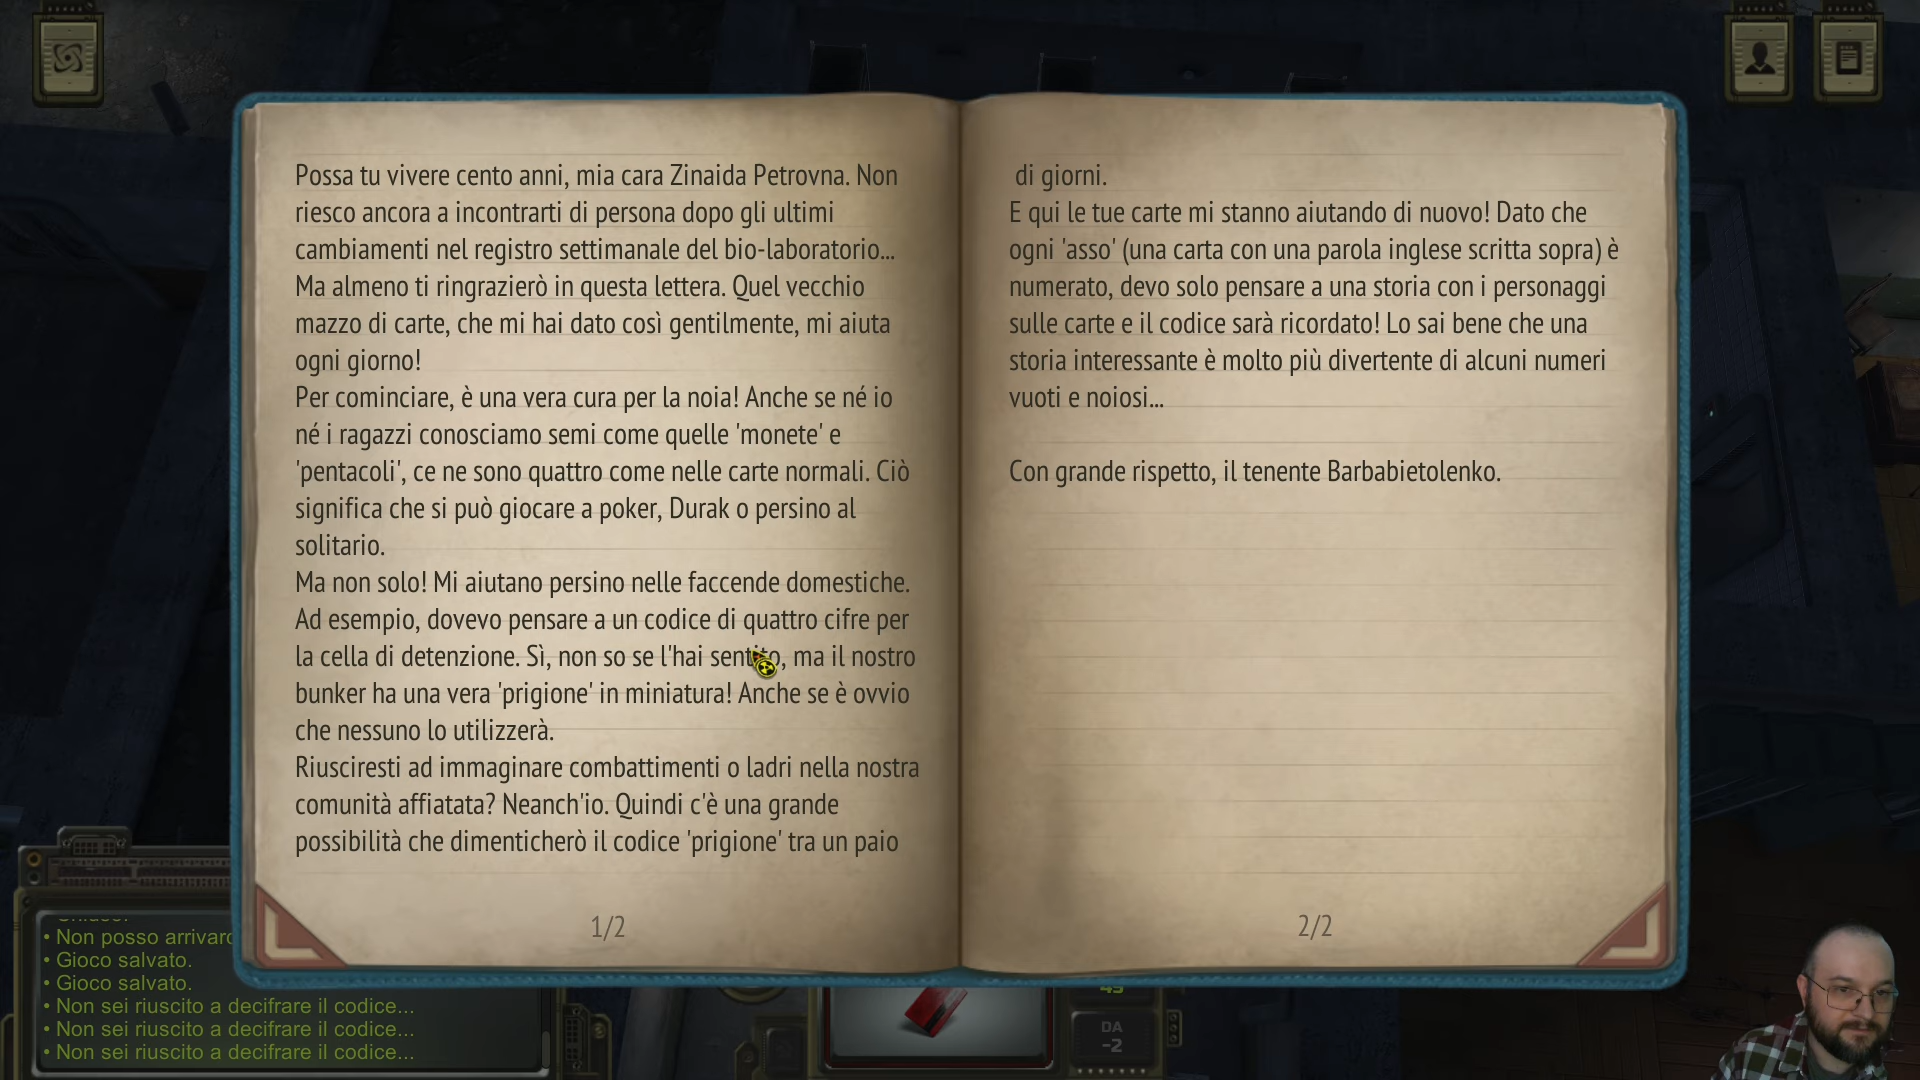 Possa tu vivere cento anni, mia cara Zinaida Petrovna. Non
riesco ancora a incontrarti di persona dopo gli ultimi
cambiamenti nel registro settimanale del bio-laboratorio...
Ma almeno ti ringrazierò in questa lettera. Quel vecchio
mazzo di carte, che mi hai dato così gentilmente, mi aiuta
ogni giorno!
Per cominciare, è una vera cura per la noia! Anche se né io
né i ragazzi conosciamo semi come quelle 'monete' e
'pentacoli', ce ne sono quattro come nelle carte normali. Ciò
significa che si può giocare a poker, Durak o persino al
solitario.
Ma non solo! Mi aiutano persino nelle faccende domestiche.
Ad esempio, dovevo pensare a un codice di quattro cifre per
la cella di detenzione. Sì, non so se l'hai sentito, ma il nostro
bunker ha una vera 'prigione' in miniatura! Anche se è ovvio
che nessuno lo utilizzerà.
Riusciresti ad immaginare combattimenti o ladri nella nostra
comunità affiatata? Neanch'io. Quindi c'è una grande
possibilità che dimenticherò il codice 'prigione' tra un paio
1/2
di giorni.
E qui le tue carte mi stanno aiutando di nuovo! Dato che
ogni 'asso' (una carta con una parola inglese scritta sopra) è
numerato, devo solo pensare a una storia con i personaggi
sulle carte e il codice sarà ricordato! Lo sai bene che una
storia interessante è molto più divertente di alcuni numeri
vuoti e noiosi...
Con grande rispetto, il tenente Barbabietolenko.
2/2
• Non posso
• Gioco salvato.
• Gioco salvato.
• Non sei riuscito a decifrare il codice...
• Non sei riuscito a decifrare il codice...
• Non sei riuscito a decifrare il codice...
DA
-2